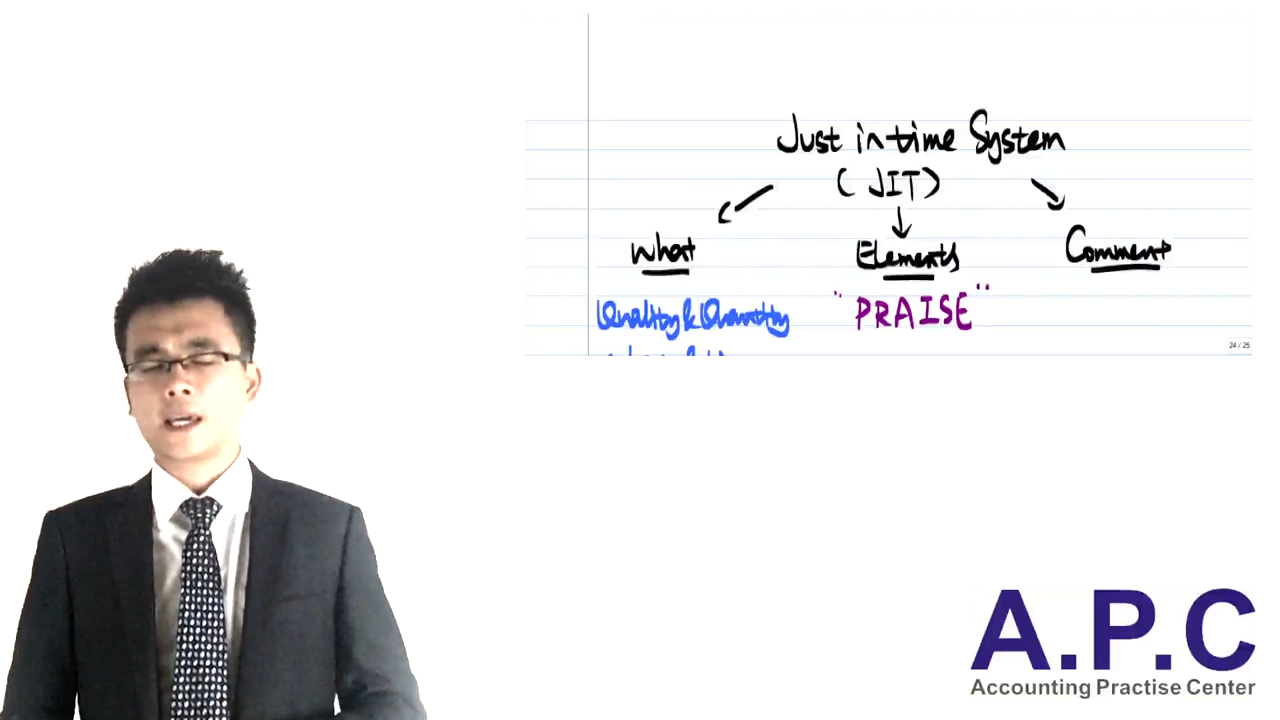 Just in time System
(JIT)
What
Elements
Comment
Quality & Quantity
"PRAISE"
24 / 25
A.P.C
Accounting Practise Center